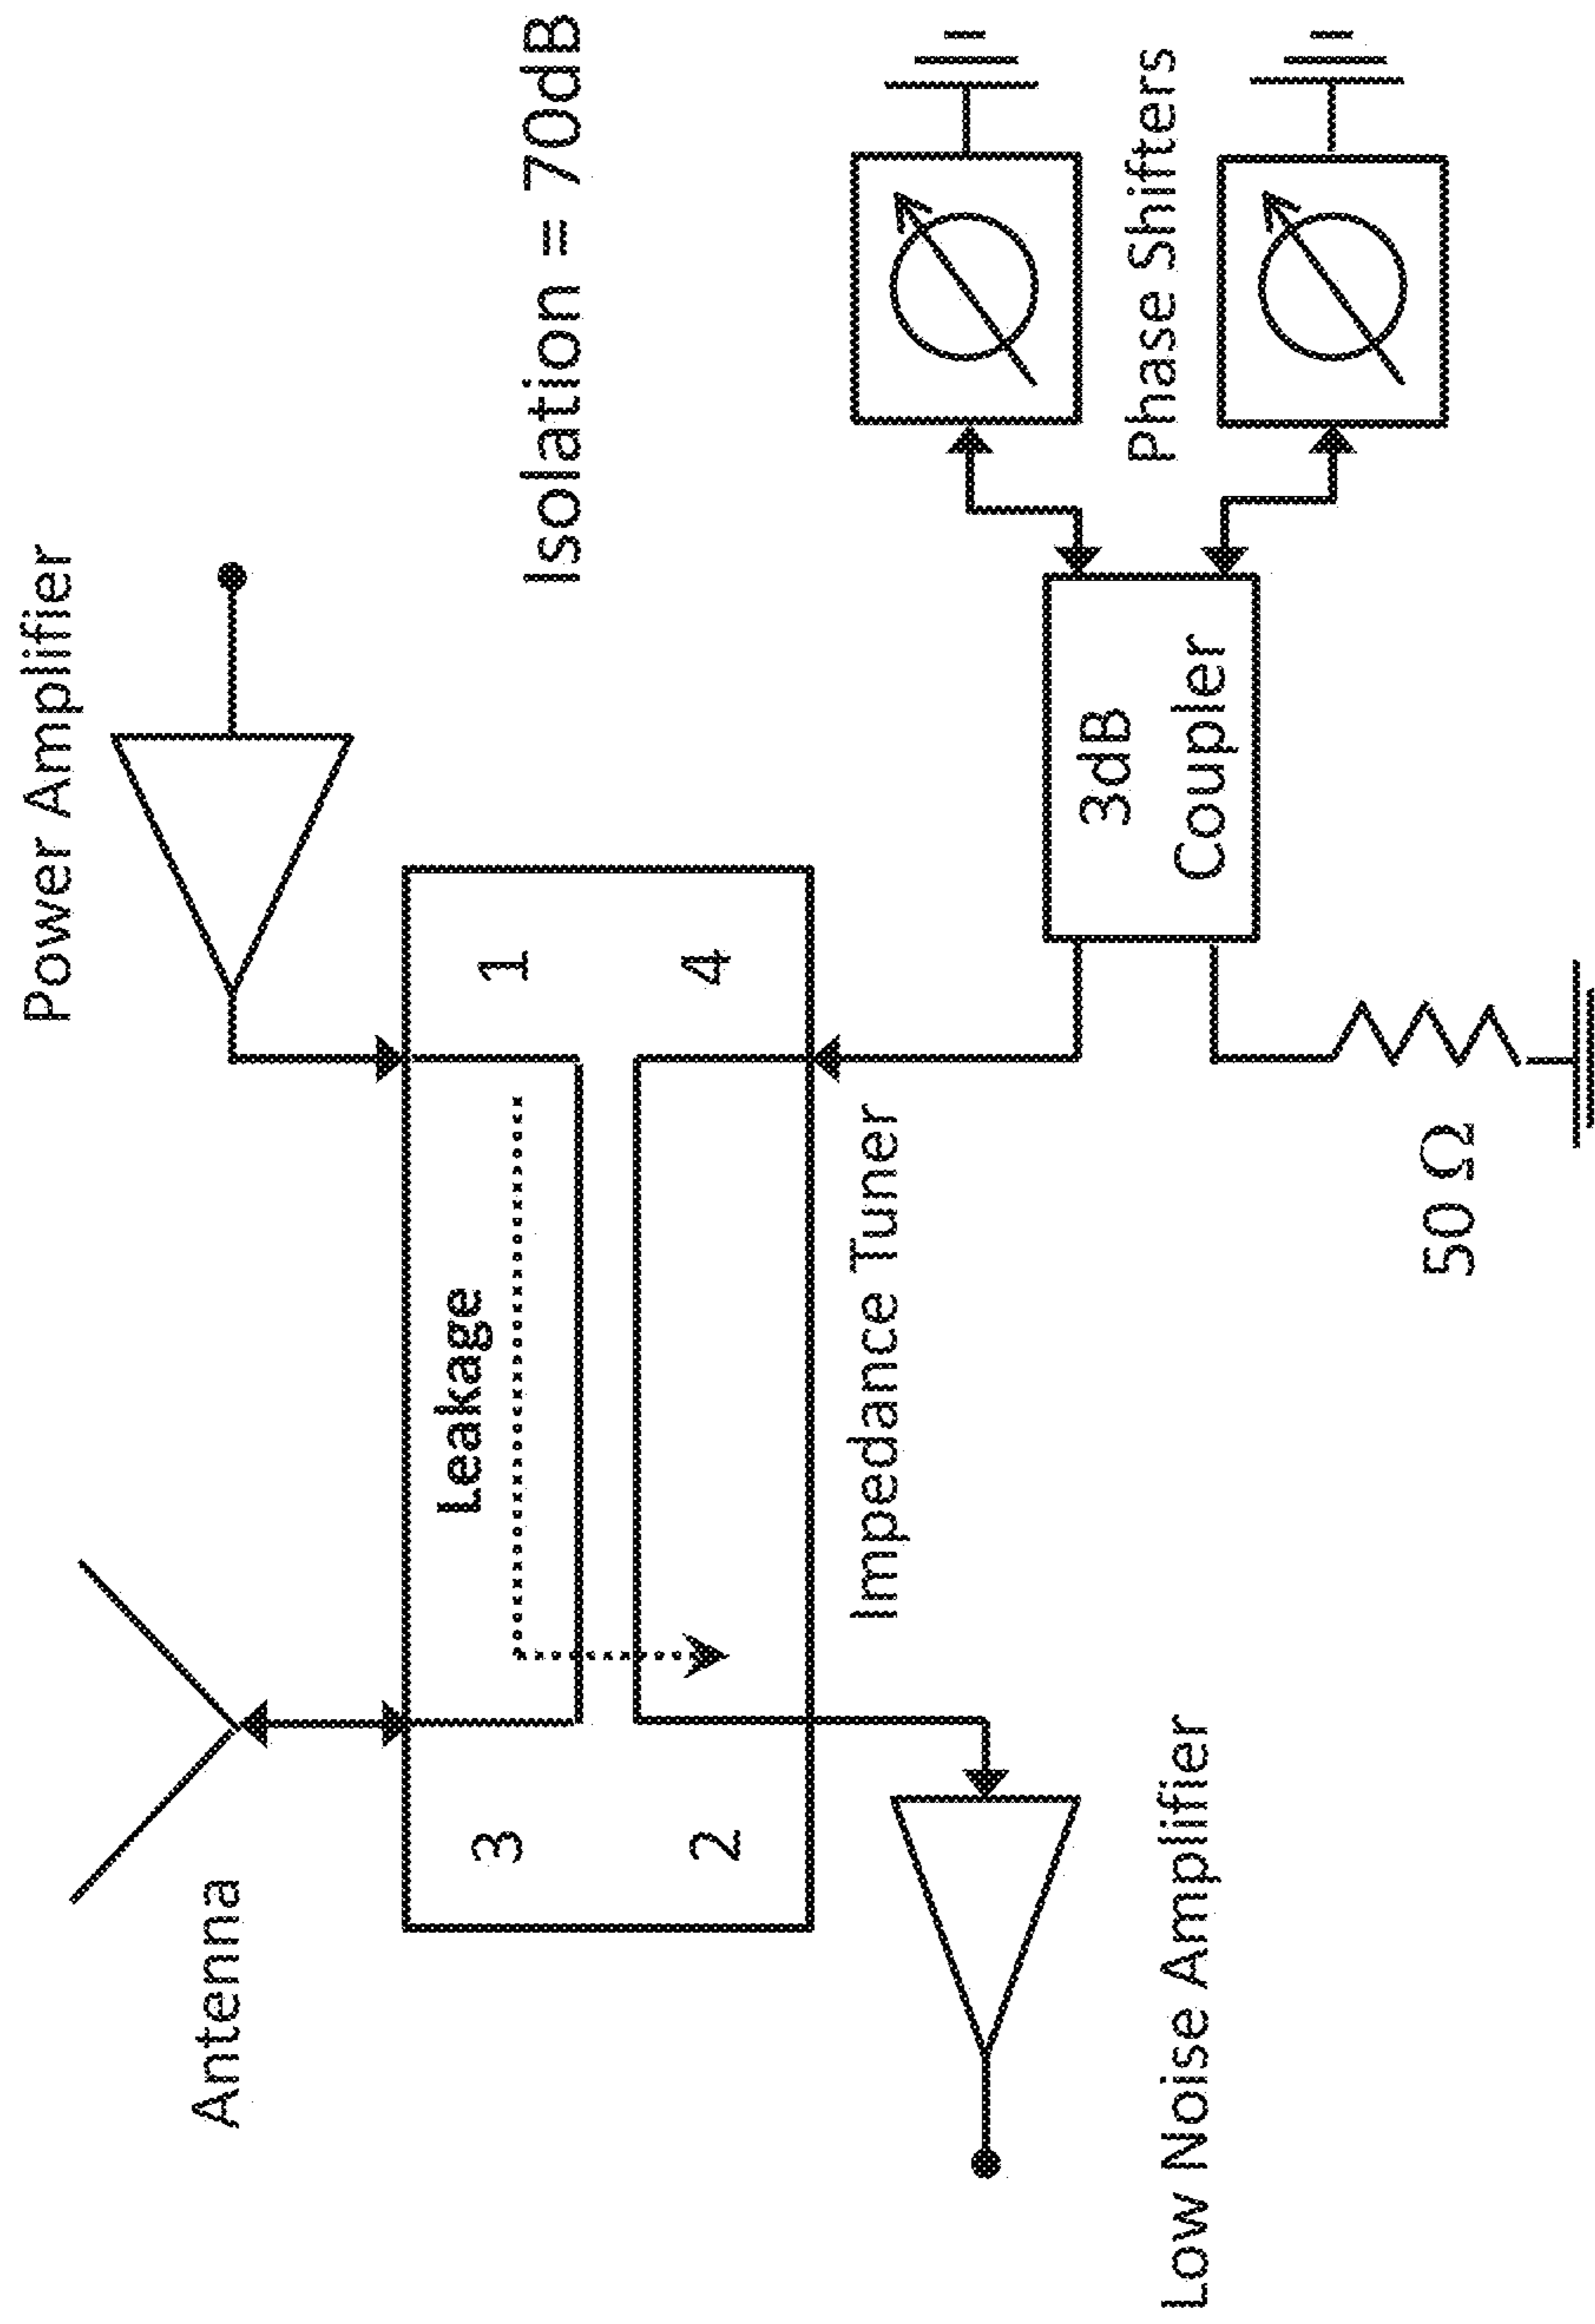 Power Amplifier
Antenna
Isolation = 70dB
Leakage
3
1
2
4
Impedance Tuner
3dB
Coupler
Phase Shifters
Low Noise Amplifier
50 Ω